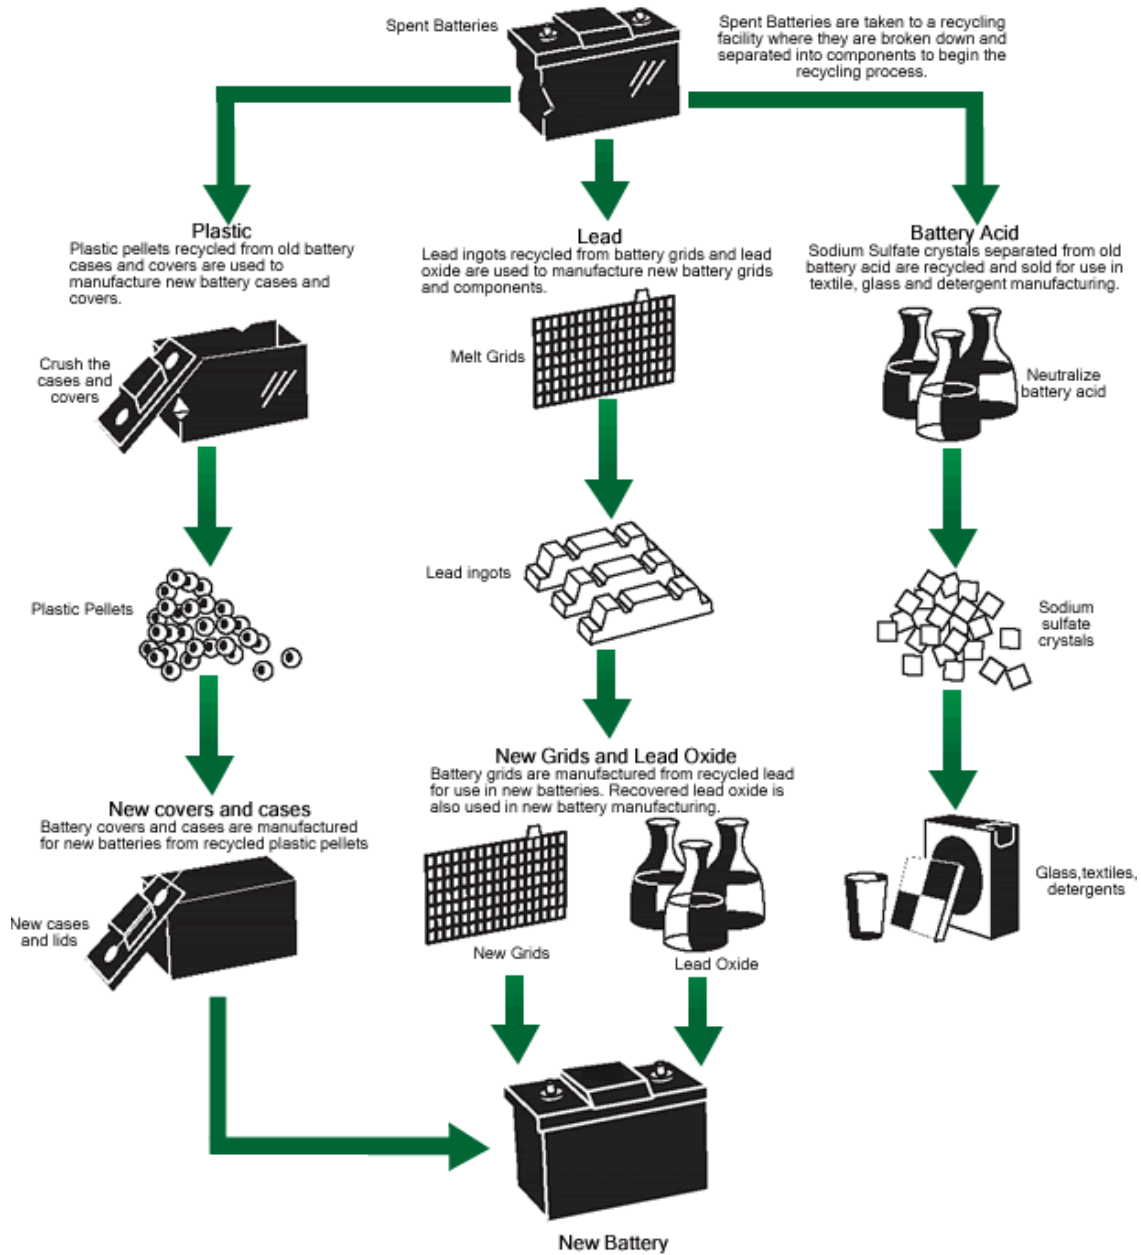 Spent Batteries
Spent Batteries are taken to a recycling
facility where they are broken down and
separated into components to begin the
recycling process.
Plastic
Plastic pellets recycled from old battery
cases and covers are used to
manufacture new battery cases and
covers.
Lead
Lead ingots recycled from battery grids and lead
oxide are used to manufacture new battery grids
and components.
Battery Acid
Sodium Sulfate crystals separated from old
battery acid are recycled and sold for use in
textile, glass and detergent manufacturing.
Crush the
cases and
covers
Melt Grids
Neutralize
battery acid
Plastic Pellets
Lead ingots
Sodium
sulfate
crystals
New covers and cases
Battery covers and cases are manufactured
for new batteries from recycled plastic pellets
New Grids and Lead Oxide
Battery grids are manufactured from recycled lead
for use in new batteries. Recovered lead oxide is
also used in new battery manufacturing.
New cases
and lids
New Grids
Lead Oxide
Glass,textiles,
detergents
New Battery